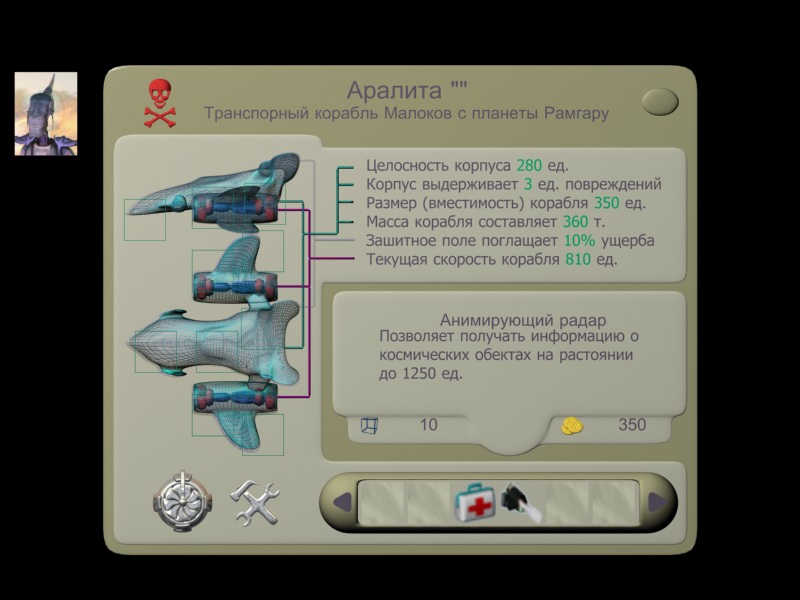 Аралита ""
Транспорный корабль Малоков с планеты Рамгару
Целосность корпуса 280 ед.
Корпус выдерживает 3 ед. повреждений
Размер (вместимость) корабля 350 ед.
Масса корабля составляет 360 т.
Зашитное поле поглащает 10% ущерба
Текущая скорость корабля 810 ед.
Анимирующий радар
Позволяет получать информацию о
космических обектах на растоянии
до 1250 ед.
10 350